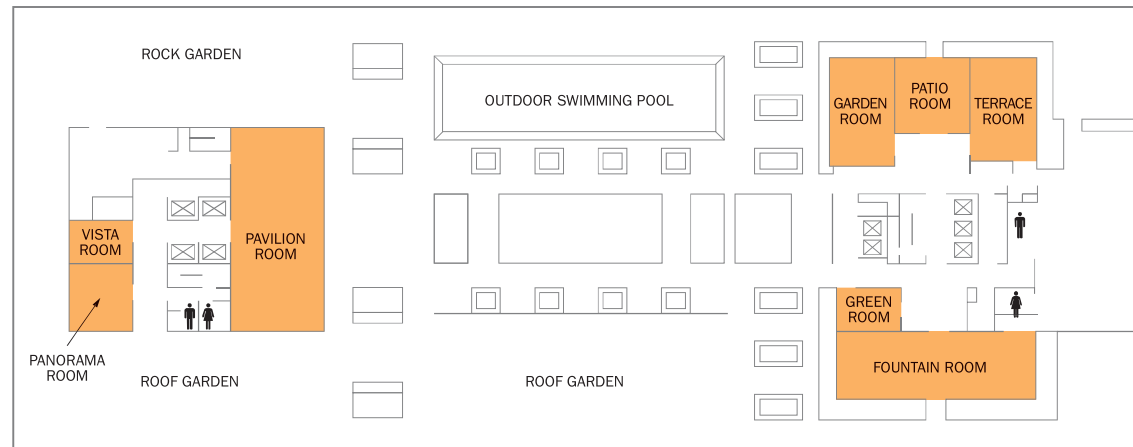 ROCK GARDEN
OUTDOOR SWIMMING POOL
GARDEN
ROOM
PATIO
ROOM
TERRACE
ROOM
VISTA
ROOM
PAVILION
ROOM
GREEN
ROOM
PANORAMA
ROOM
ROOF GARDEN
ROOF GARDEN
FOUNTAIN ROOM